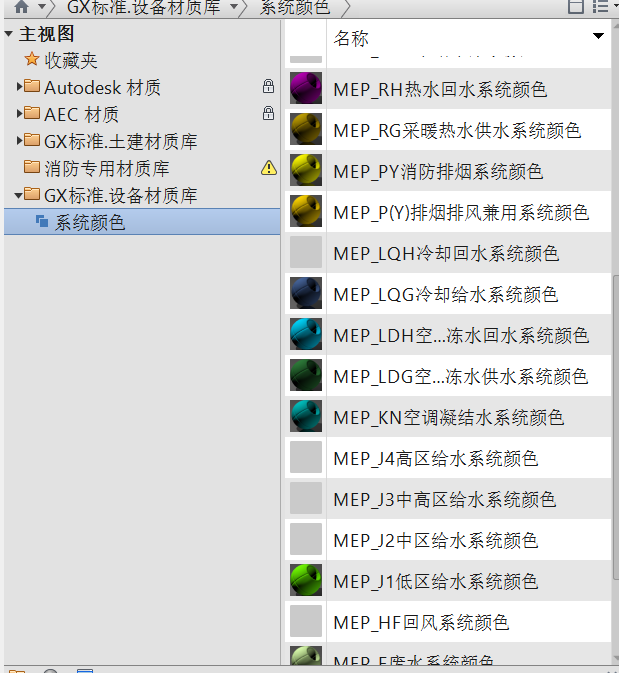 GX标准.设备材质库
系统颜色
主视图
收藏夹
Autodesk 材质
AEC 材质
GX标准.土建材质库
消防专用材质库
GX标准.设备材质库
系统颜色
名称
MEP_RH热水回水系统颜色
MEP_RG采暖热水供水系统颜色
MEP_PY消防排烟系统颜色
MEP_P(Y)排烟排风兼用系统颜色
MEP_LQH冷却回水系统颜色
MEP_LQG冷却给水系统颜色
MEP_LDH空...冻水回水系统颜色
MEP_LDG空...冻水供水系统颜色
MEP_KN空调凝结水系统颜色
MEP_J4高区给水系统颜色
MEP_J3中高区给水系统颜色
MEP_J2中区给水系统颜色
MEP_J1低区给水系统颜色
MEP_HF回风系统颜色
MEP_F废水系统颜色